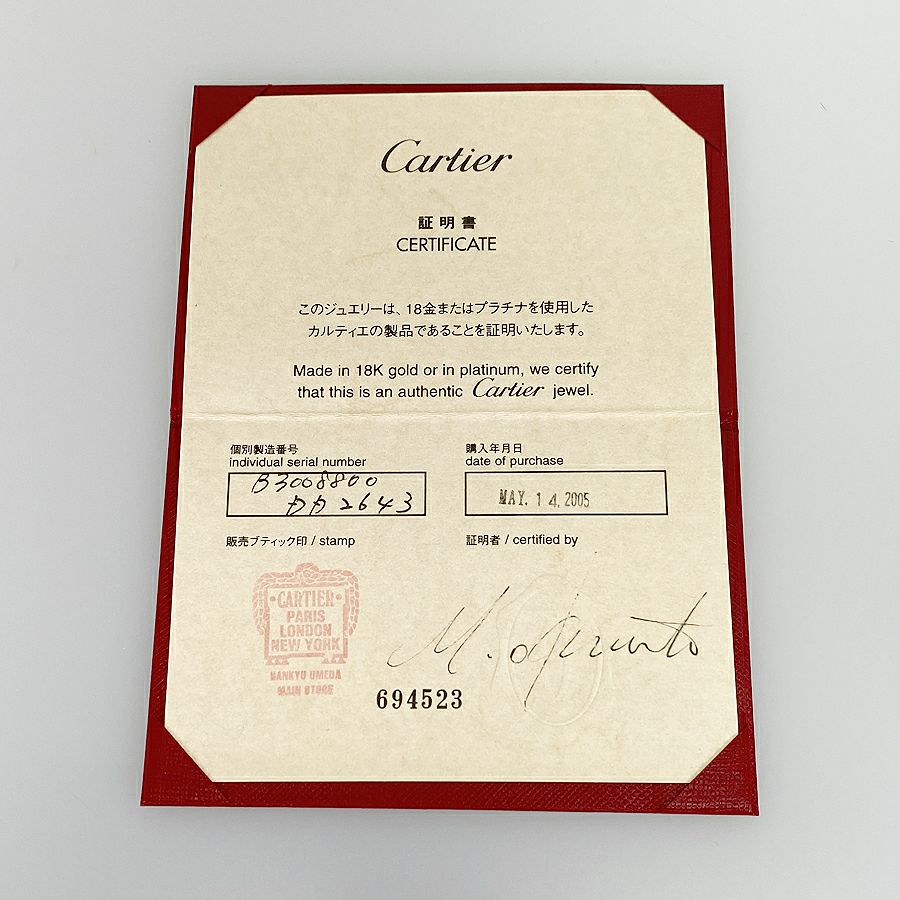 Cartier
証明書
CERTIFICATE
このジュエリーは、18金またはプラチナを使用した
カルティエの製品であることを証明いたします。
Made in 18K gold or in platinum, we certify
that this is an authentic Cartier jewel.
個別製造番号
individual serial number
B3008800
DD2643
購入年月日
date of purchase
MAY. 14. 2005
販売ブティック印 / stamp
証明者 / certified by
·CARTIER·
PARIS
LONDON
NEW YORK
HANKYU UMEDA
MAIN STORE
694523